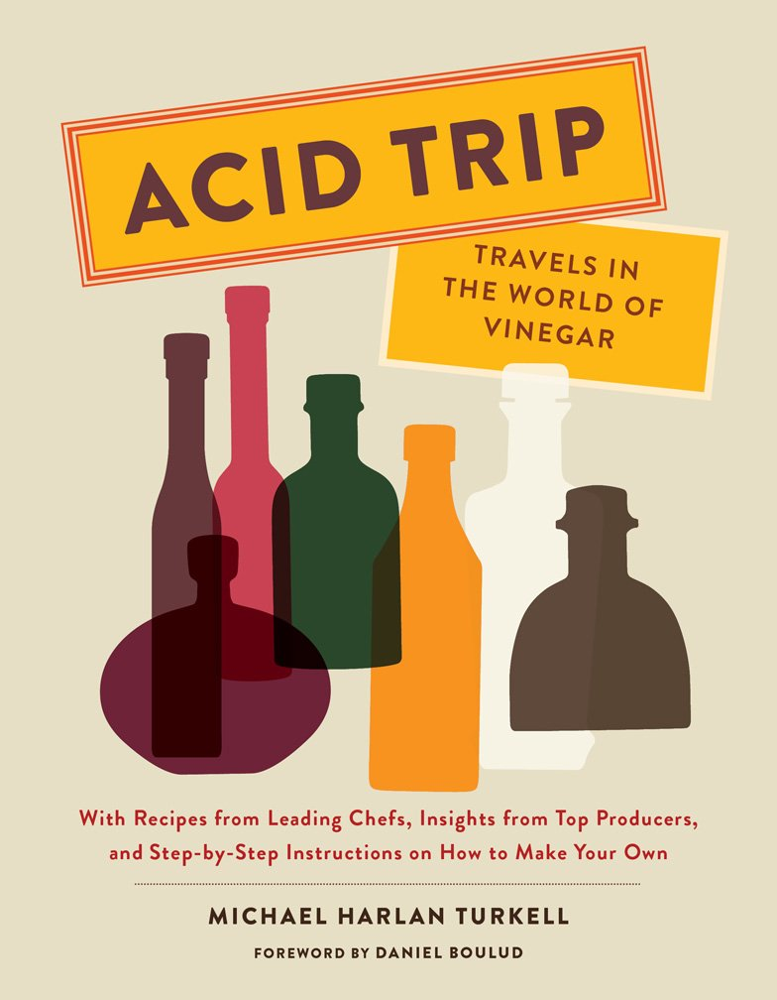 ACID TRIP
TRAVELS IN
THE WORLD OF
VINEGAR
With Recipes from Leading Chefs, Insights from Top Producers,
and Step-by-Step Instructions on How to Make Your Own
MICHAEL HARLAN TURKELL
FOREWORD BY DANIEL BOULUD